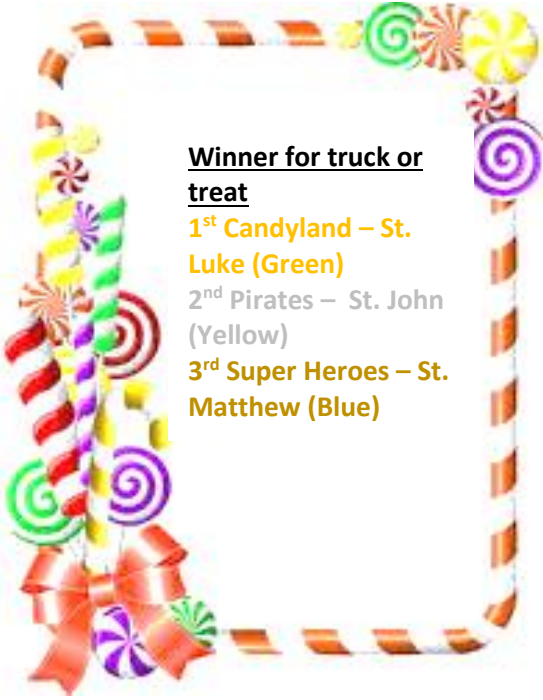 Winner for truck or
treat
1st Candyland – St.
Luke (Green)
2nd Pirates –  St. John
(Yellow)
3rd Super Heroes – St.
Matthew (Blue)